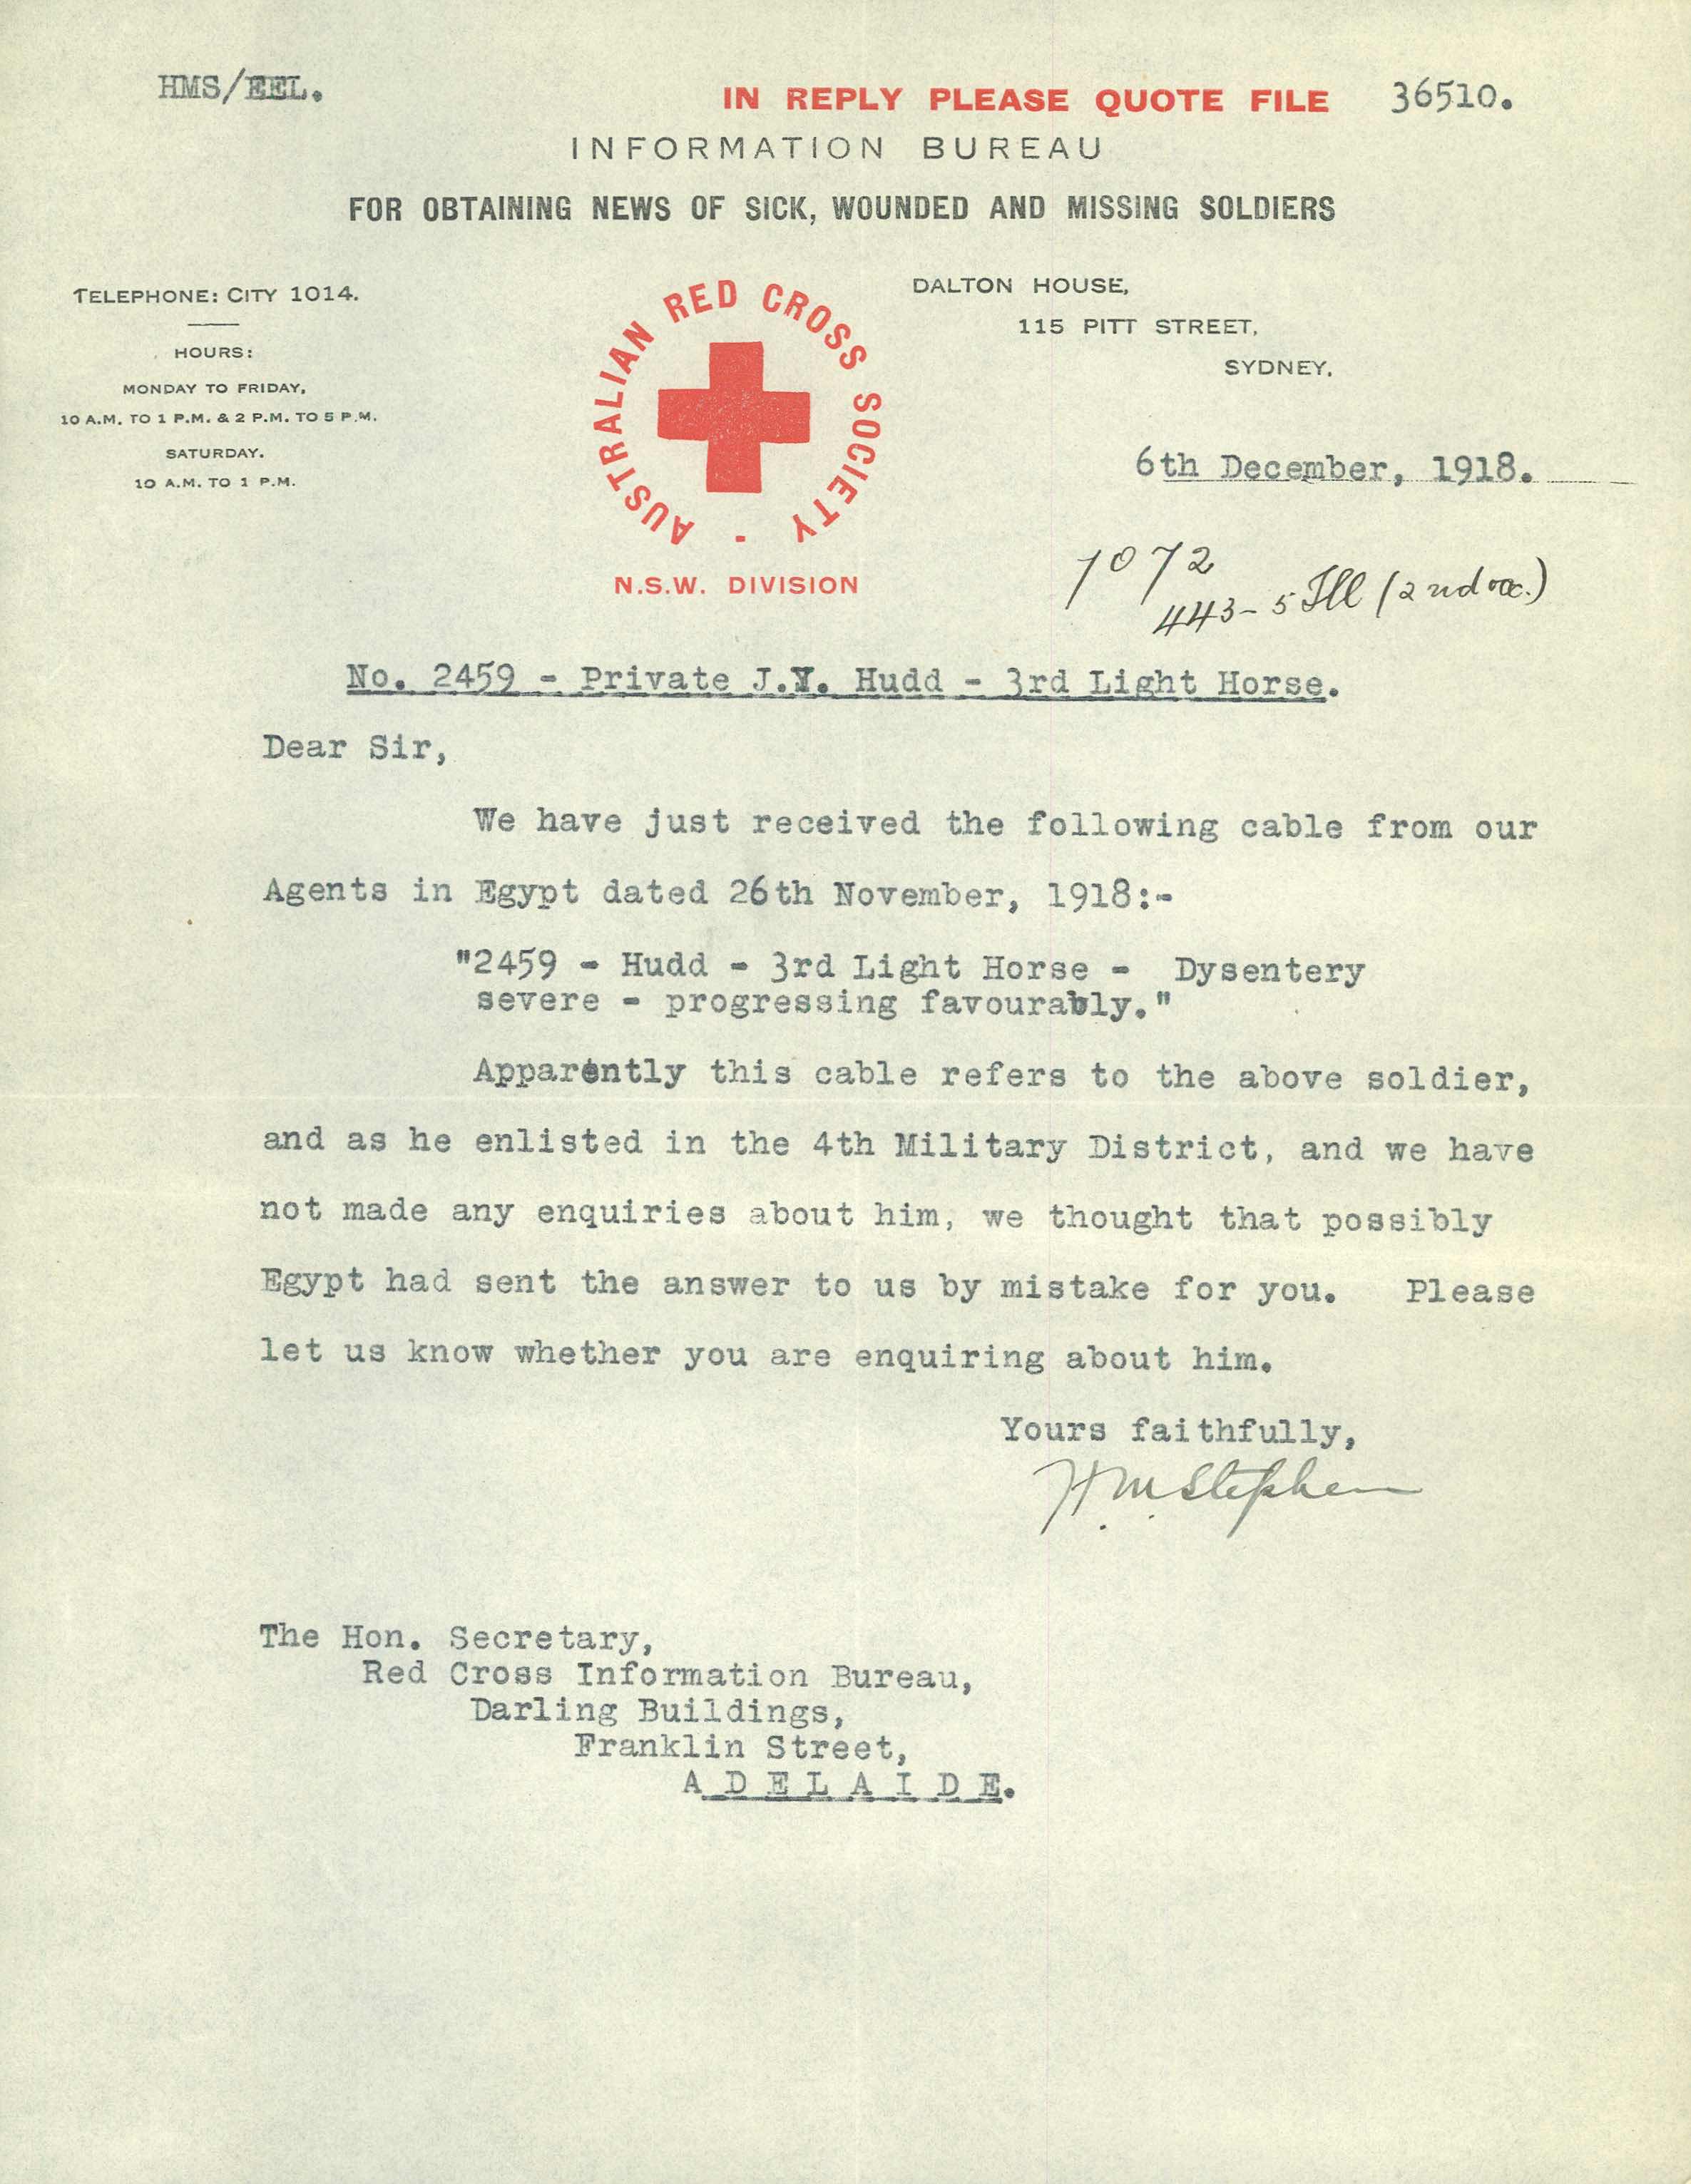 HMS/EEL.
IN REPLY PLEASE QUOTE FILE 36510.
INFORMATION BUREAU
FOR OBTAINING NEWS OF SICK, WOUNDED AND MISSING SOLDIERS
TELEPHONE: CITY 1014.
HOURS:
MONDAY TO FRIDAY,
10 A.M. TO 1 P.M. & 2 P.M. TO 5 P.M.
SATURDAY.
10 A.M. TO 1 P.M.
AUSTRALIAN RED CROSS SOCIETY -
N.S.W. DIVISION
DALTON HOUSE,
115 PITT STREET,
SYDNEY,
6th December, 1918.
1072
443-5 Ill (2nd occ.)
No. 2459 - Private J.Y. Hudd - 3rd Light Horse.
Dear Sir,
We have just received the following cable from our
Agents in Egypt dated 26th November, 1918:-
"2459 - Hudd - 3rd Light Horse - Dysentery
severe - progressing favourably."
Apparently this cable refers to the above soldier,
and as he enlisted in the 4th Military District, and we have
not made any enquiries about him, we thought that possibly
Egypt had sent the answer to us by mistake for you. Please
let us know whether you are enquiring about him.
Yours faithfully,
H.M. Stephen
The Hon. Secretary,
Red Cross Information Bureau,
Darling Buildings,
Franklin Street,
ADELAIDE.